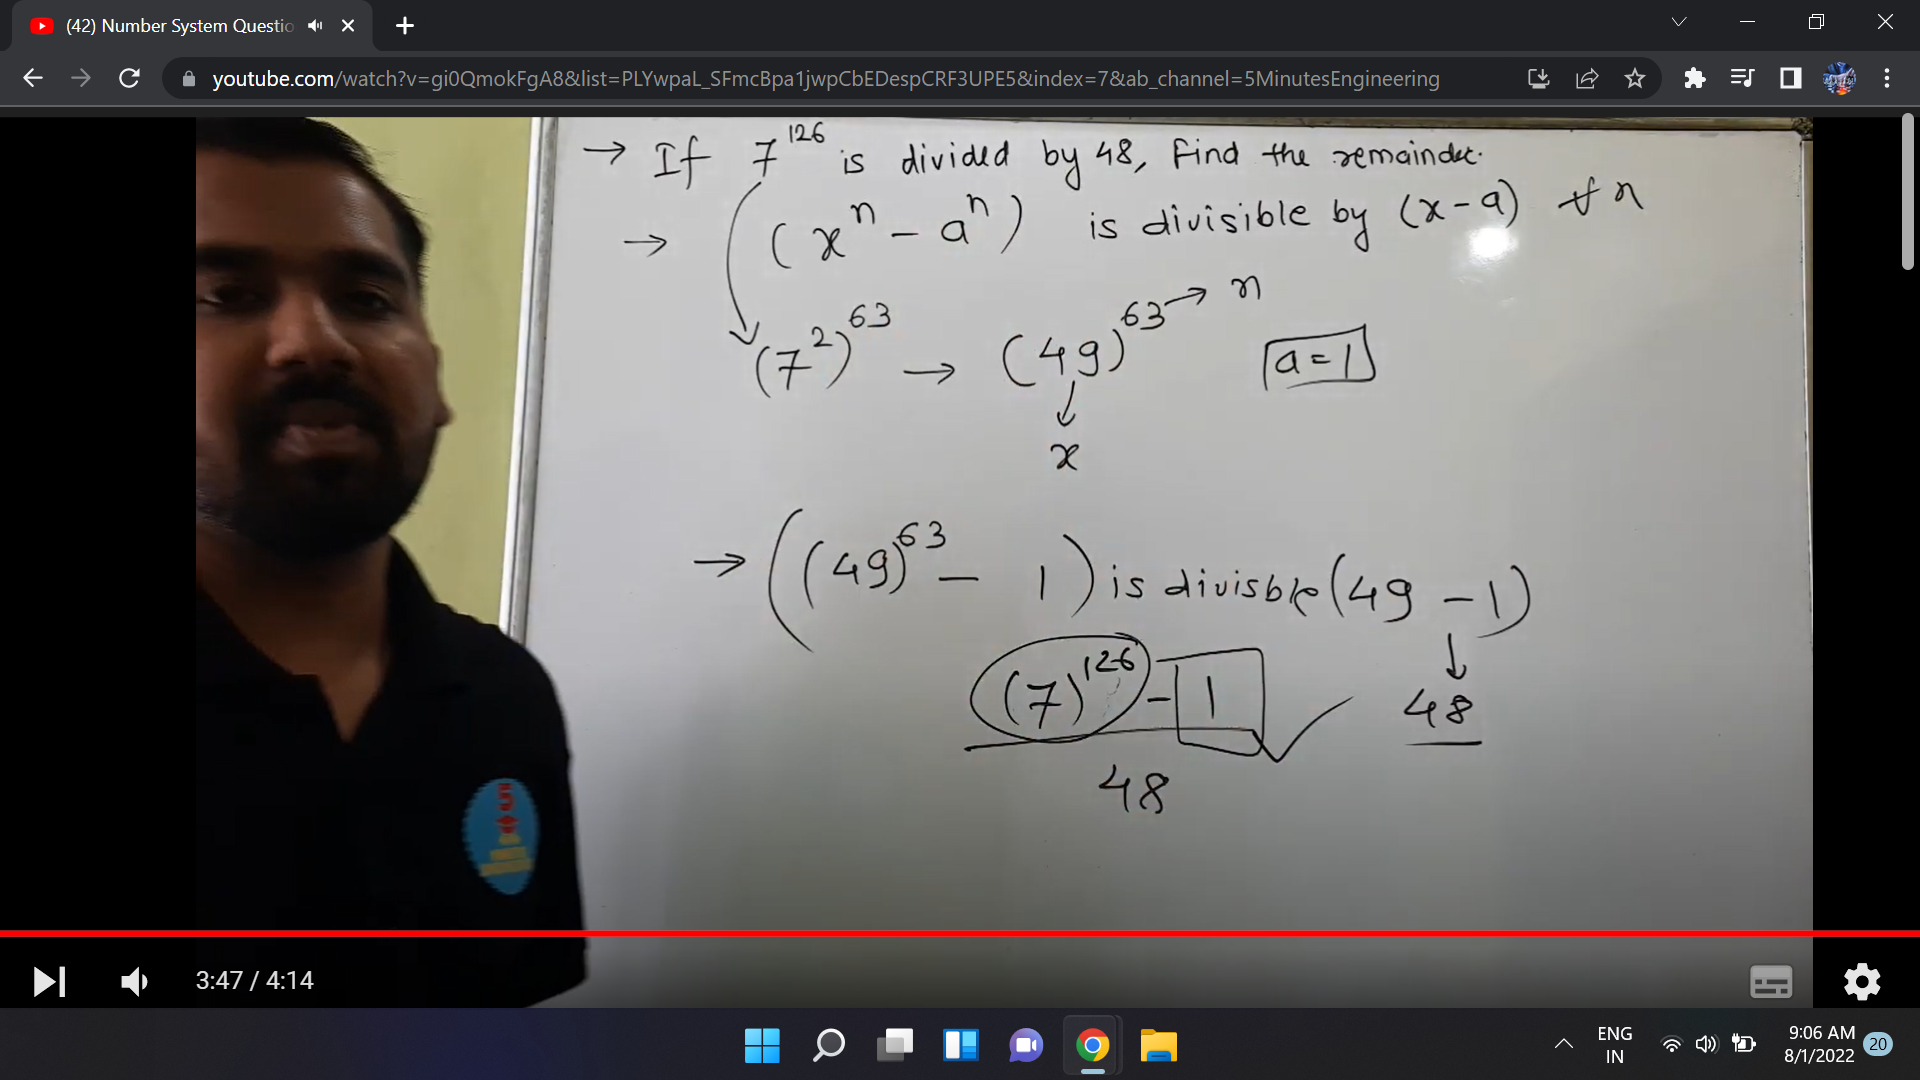 (42) Number System Questio
youtube.com/watch?v=gi0QmokFgA8&list=PLYwpaL_SFmcBpa1jwpCbEDespCRF3UPE5&index=7&ab_channel=5MinutesEngineering
→ If 7^126 is divided by 48, Find the remainder.
→ (x^n - a^n) is divisible by (x-a) ∀ n
(7^2)^63 → (49)^63 → n a=1
↓
x
→ ((49)^63 - 1) is divisble (49 - 1)
↓
(7)^126 - 1 ✓ 48
48
5
3:47 / 4:14
ENG
IN
9:06 AM
8/1/2022
20